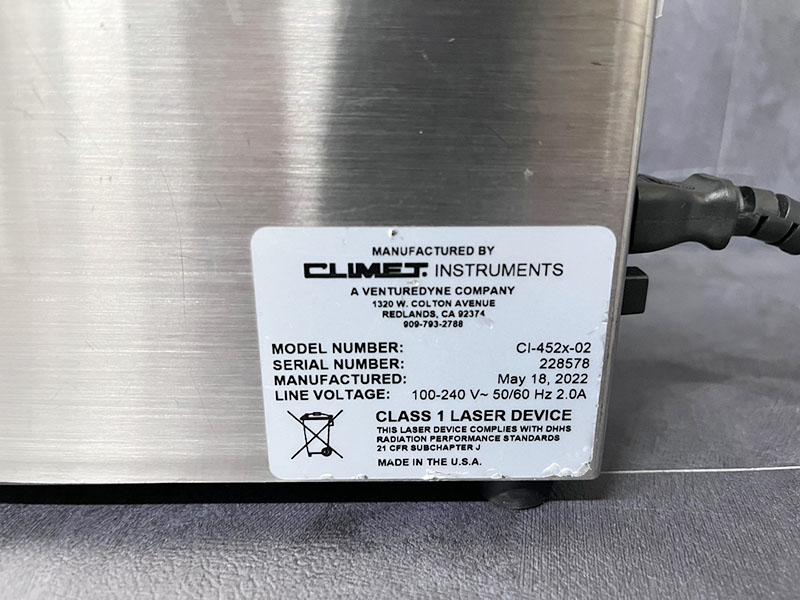 MANUFACTURED BY
CLIMET. INSTRUMENTS
A VENTUREDYNE COMPANY
1320 W. COLTON AVENUE
REDLANDS, CA 92374
909-793-2788
MODEL NUMBER: CI-452x-02
SERIAL NUMBER: 228578
MANUFACTURED: May 18, 2022
LINE VOLTAGE: 100-240 V~ 50/60 Hz 2.0A
CLASS 1 LASER DEVICE
THIS LASER DEVICE COMPLIES WITH DHHS
RADIATION PERFORMANCE STANDARDS
21 CFR SUBCHAPTER J
MADE IN THE U.S.A.